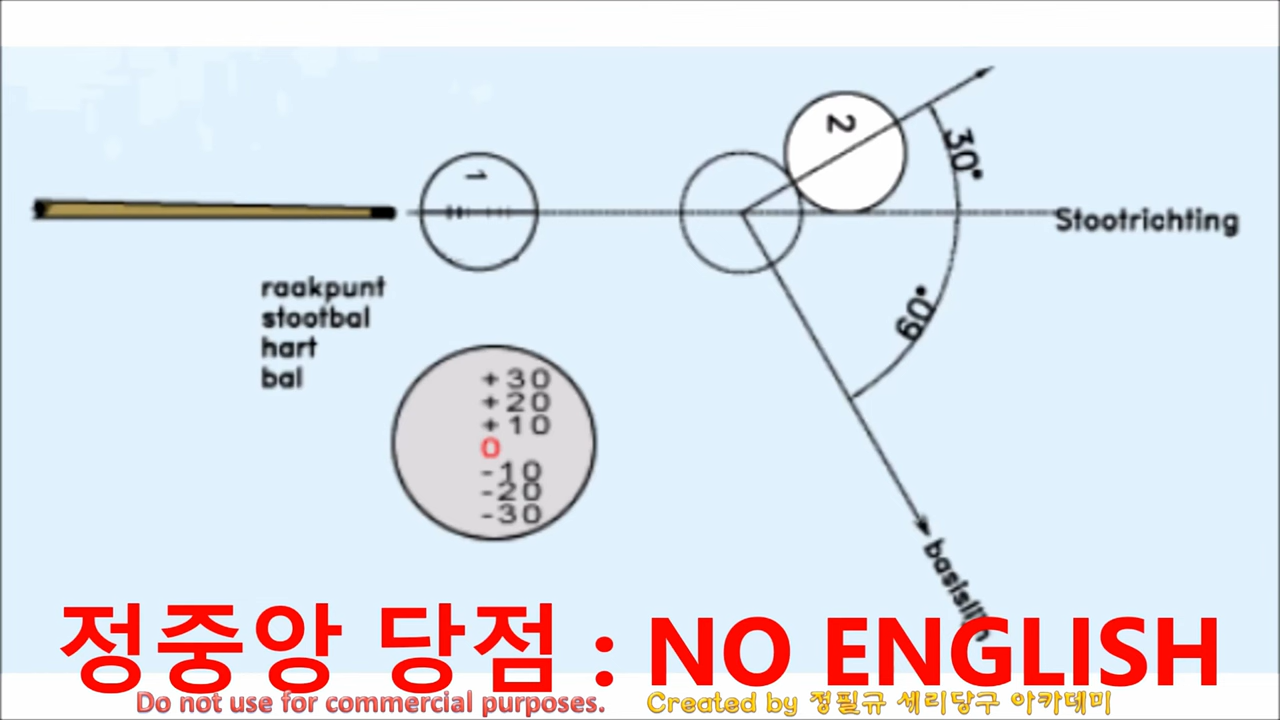 1
2
30°
Stootrichting
60°
raakpunt
stootbal
hart
bal
+30
+20
+10
0
-10
-20
-30
정중앙 당점 : NO ENGLISH
Do not use for commercial purposes.
Created by 정필규 세리당구 아카데미